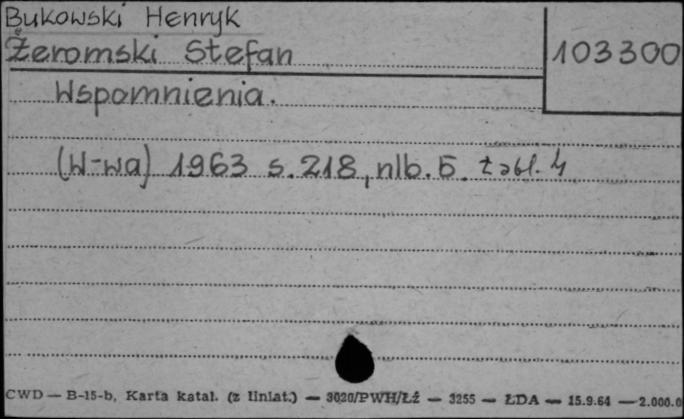 Bukowski Henryk
Żeromski Stefan
103300
Wspomnienia.
(W-wa) 1963 s. 218, nlb. 5. tabl. 4
CWD — B-15-b, Karta katal. (z liniat.) — 3020/PWH/Łź — 3255 — ŁDA — 15.9.64 — 2.000.0